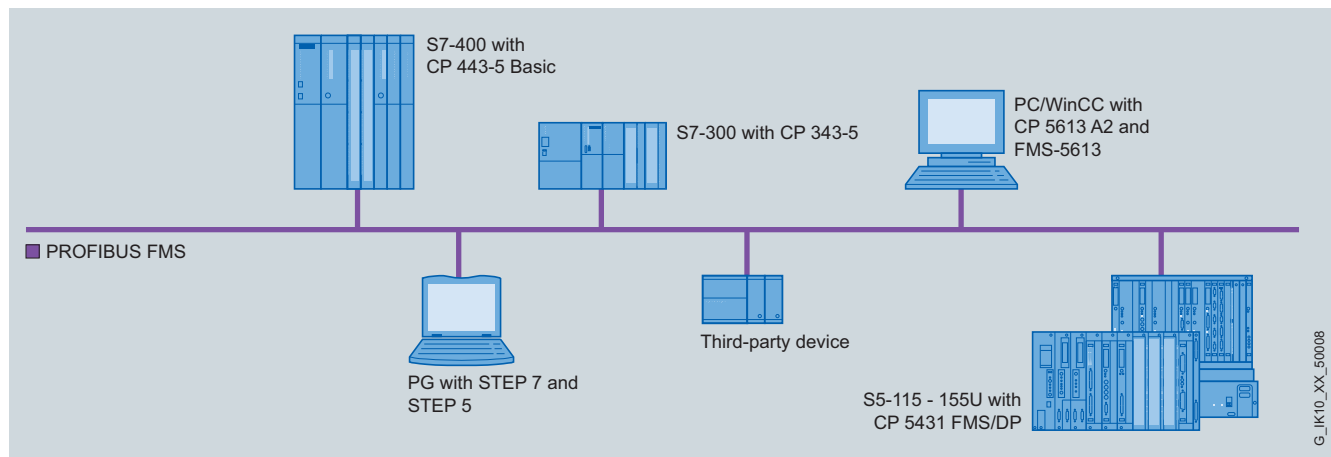 S7-400 with
CP 443-5 Basic
S7-300 with CP 343-5
PC/WinCC with
CP 5613 A2 and
FMS-5613
PROFIBUS FMS
Third-party device
PG with STEP 7 and
STEP 5
S5-115 - 155U with
CP 5431 FMS/DP
G_IK10_XX_50008